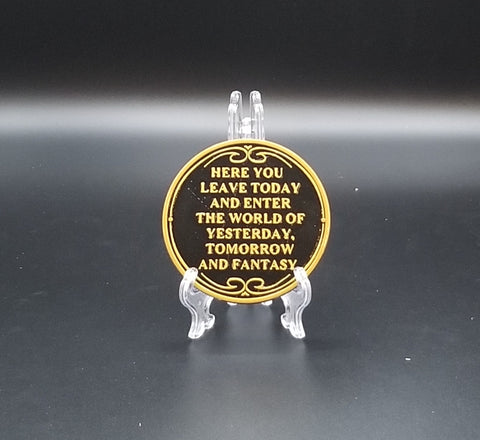 HERE YOU
LEAVE TODAY
AND ENTER
THE WORLD OF
YESTERDAY,
TOMORROW
AND FANTASY